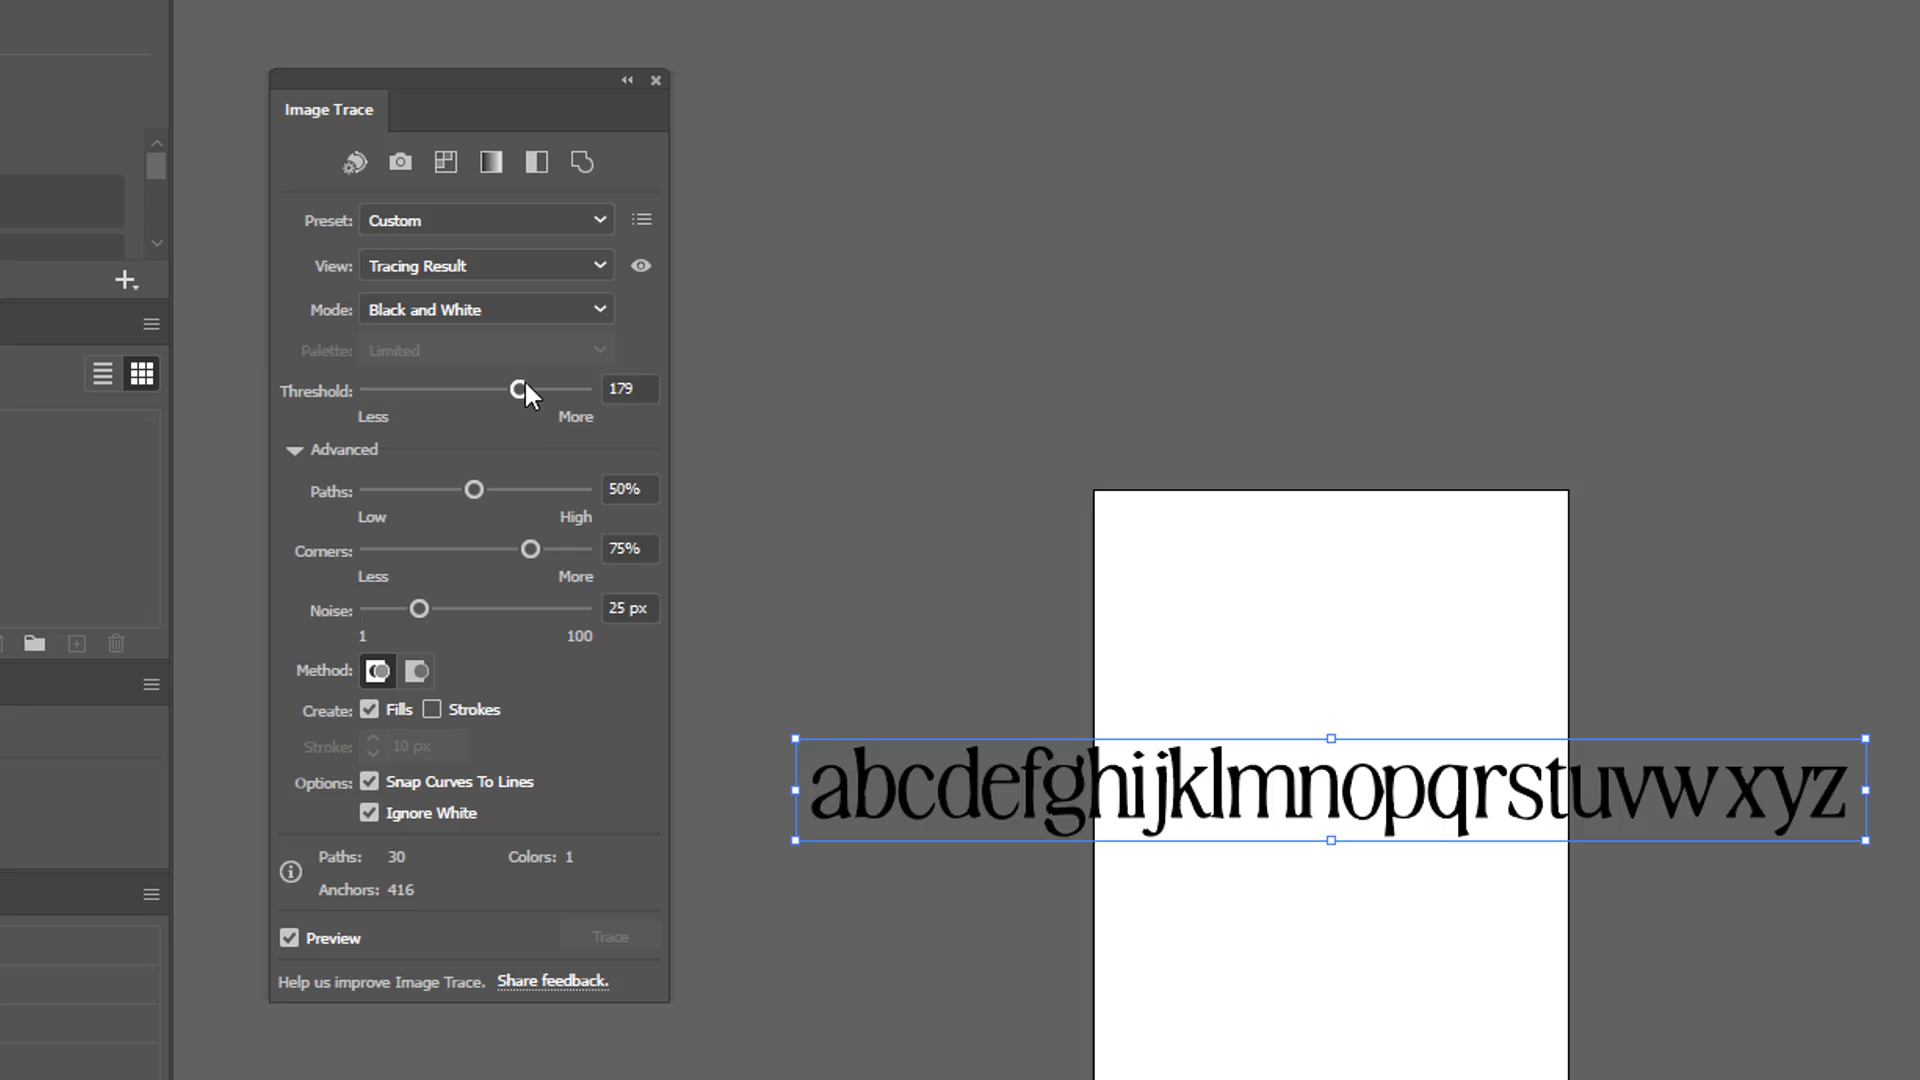 Image Trace
Preset: Custom
View: Tracing Result
Mode: Black and White
Palette: Limited
Threshold: 179
Less More
Advanced
Paths: 50%
Low High
Corners: 75%
Less More
Noise: 25 px
1 100
Method:
Create: Fills Strokes
Stroke: 10 px
Options: Snap Curves To Lines
Ignore White
Paths: 30 Colors: 1
Anchors: 416
Preview Trace
Help us improve Image Trace. Share feedback.
abcdefghijklmnopqrstuvwxyz